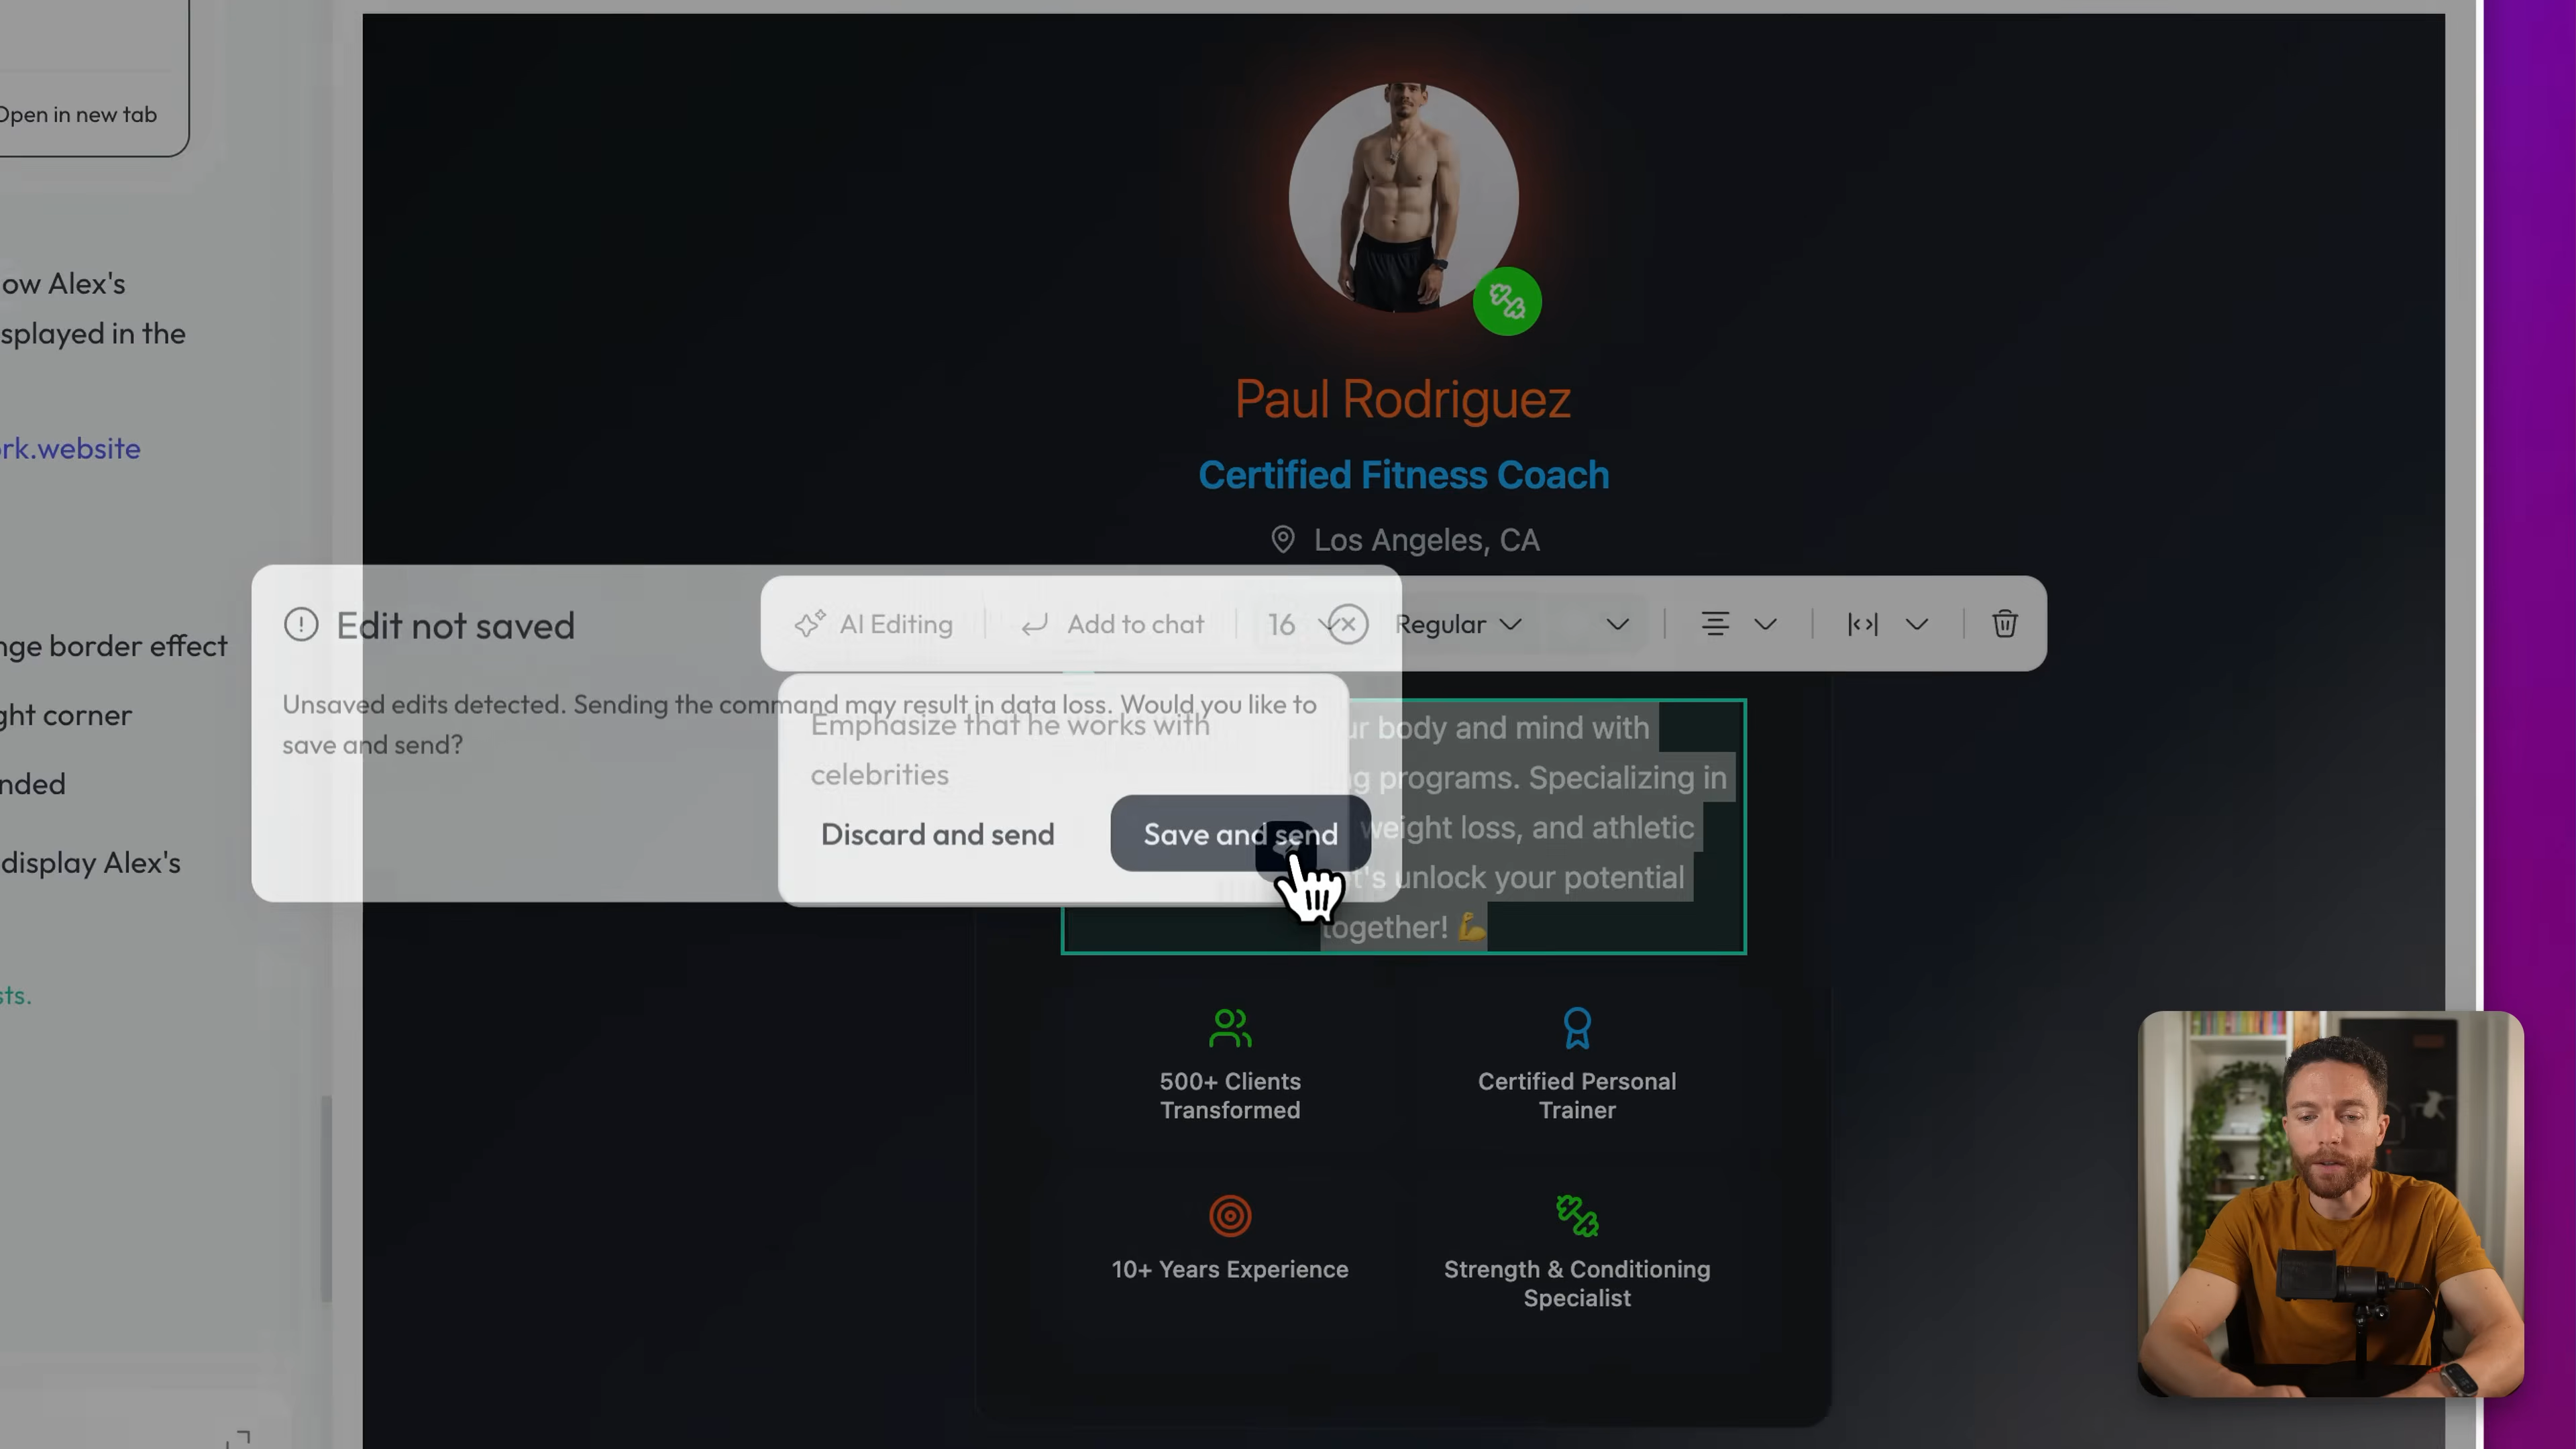 Open in new tab
ow Alex's
splayed in the
ork.website
nge border effect
ght corner
nded
display Alex's
sts.
Paul Rodriguez
Certified Fitness Coach
Los Angeles, CA
AI Editing
Add to chat
16
Regular
Edit not saved
Unsaved edits detected. Sending the command may result in data loss. Would you like to
save and send?
Emphasize that he works with
celebrities
Discard and send
Save and send
ur body and mind with
ng programs. Specializing in
weight loss, and athletic
t's unlock your potential
together! 💪
500+ Clients
Transformed
Certified Personal
Trainer
10+ Years Experience
Strength & Conditioning
Specialist